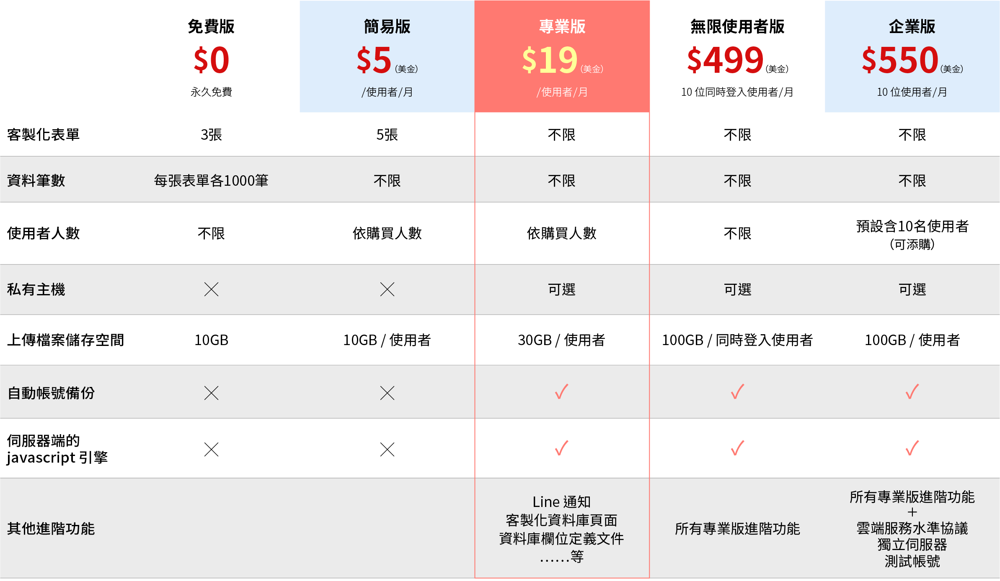 免費版 簡易版 專業版 無限使用者版 企業版
$0 $5(美金) $19(美金) $499(美金) $550(美金)
永久免費 /使用者/月 /使用者/月 10 位同時登入使用者/月 10 位使用者/月
客製化表單 3張 5張 不限 不限 不限
資料筆數 每張表單各1000筆 不限 不限 不限 不限
使用者人數 不限 依購買人數 依購買人數 不限 預設含10名使用者
(可添購)
私有主機 ✕ ✕ 可選 可選 可選
上傳檔案儲存空間 10GB 10GB / 使用者 30GB / 使用者 100GB / 同時登入使用者 100GB / 使用者
自動帳號備份 ✕ ✕ ✓ ✓ ✓
伺服器端的
javascript 引擎 ✕ ✕ ✓ ✓ ✓
其他進階功能
Line 通知
客製化資料庫頁面
資料庫欄位定義文件
……等
所有專業版進階功能
所有專業版進階功能
+
雲端服務水準協議
獨立伺服器
測試帳號